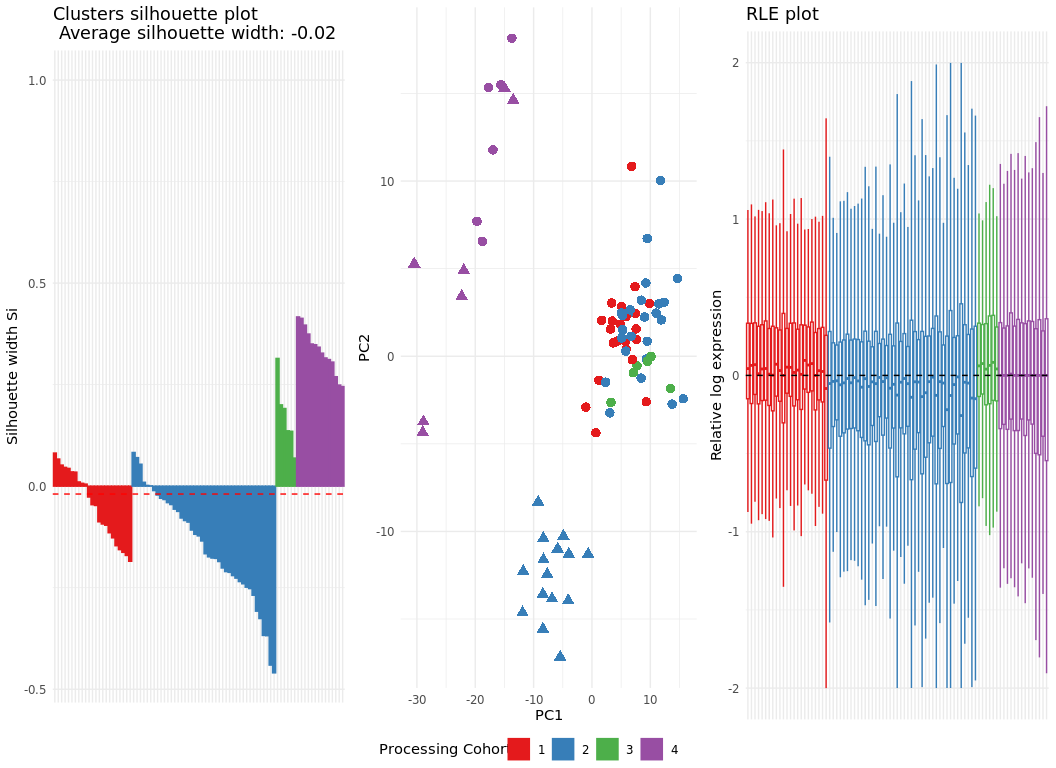 Clusters silhouette plot
Average silhouette width: -0.02
Silhouette width Si
1.0
0.5
0.0
-0.5
PC2
10
0
-10
-30
-20
-10
0
10
PC1
RLE plot
Relative log expression
2
1
0
-1
-2
Processing Cohort
1
2
3
4